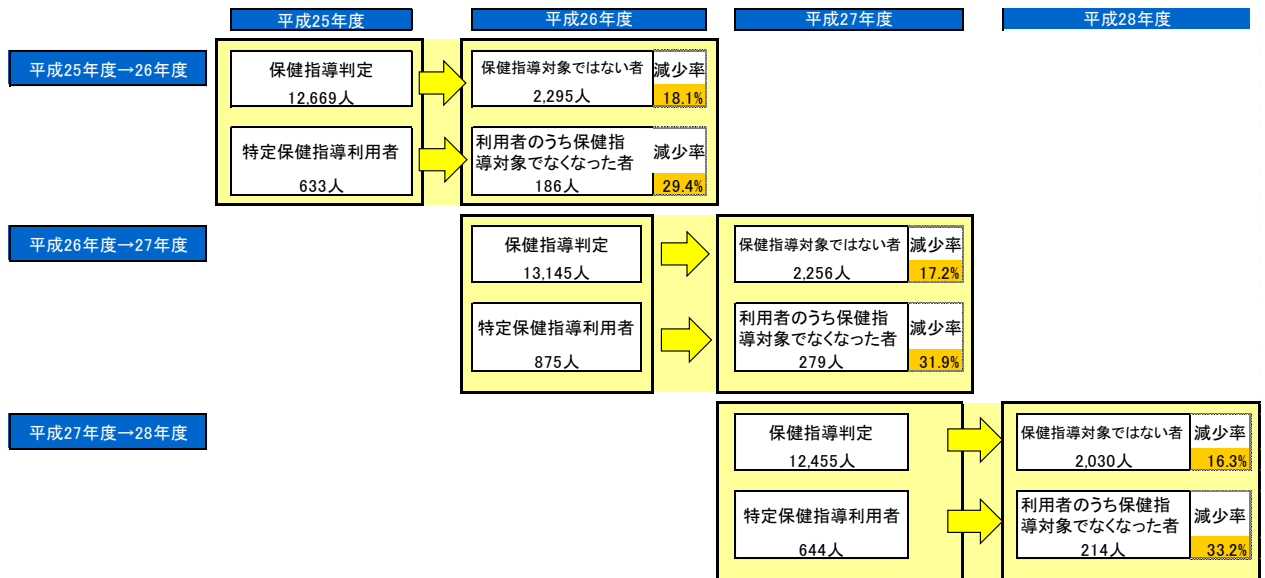 平成25年度
平成26年度
平成27年度
平成28年度
平成25年度→26年度
保健指導判定
12,669人
保健指導対象ではない者
2,295人
減少率
18.1%
特定保健指導利用者
633人
利用者のうち保健指
導対象でなくなった者
186人
減少率
29.4%
平成26年度→27年度
保健指導判定
13,145人
保健指導対象ではない者
2,256人
減少率
17.2%
特定保健指導利用者
875人
利用者のうち保健指
導対象でなくなった者
279人
減少率
31.9%
平成27年度→28年度
保健指導判定
12,455人
保健指導対象ではない者
2,030人
減少率
16.3%
特定保健指導利用者
644人
利用者のうち保健指
導対象でなくなった者
214人
減少率
33.2%